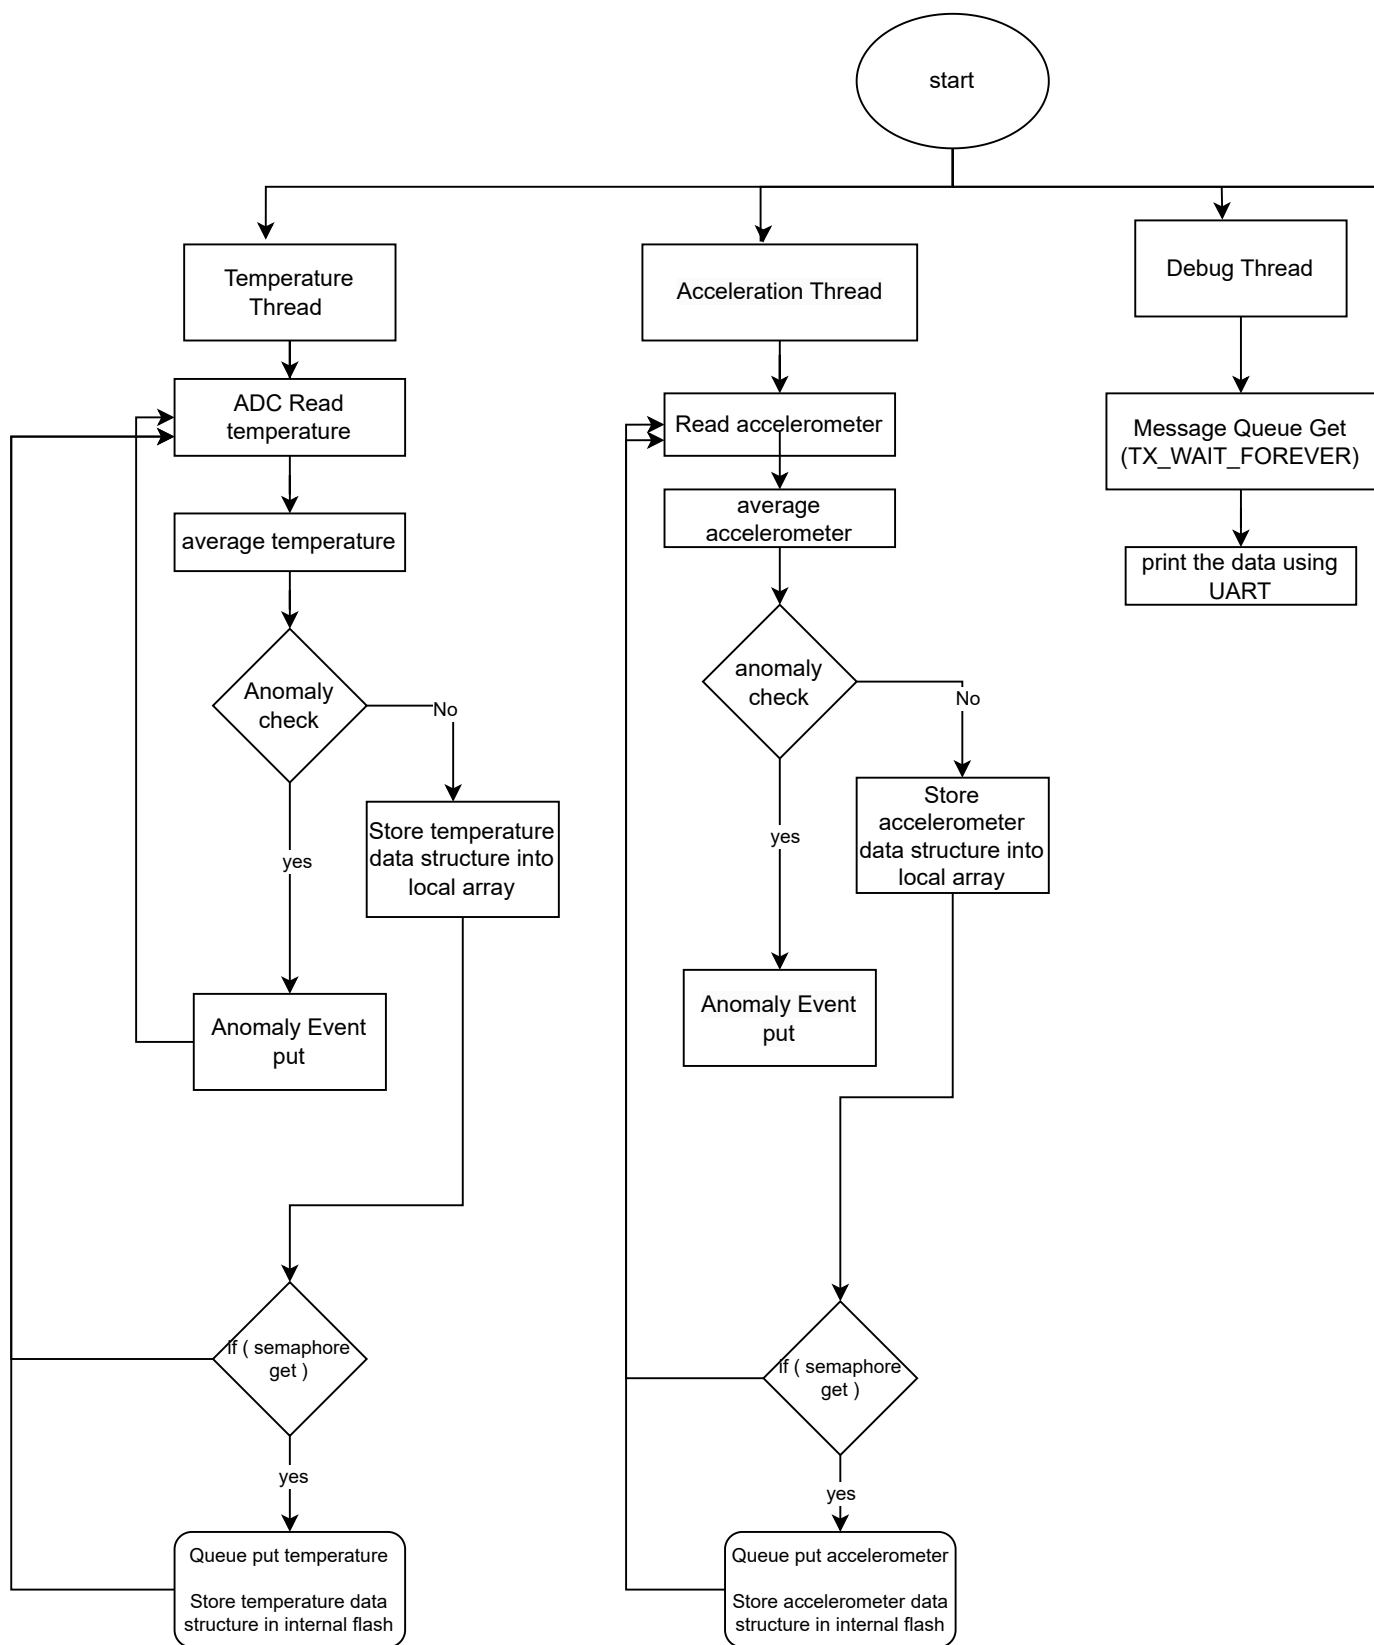 start
Temperature
Thread
Acceleration Thread
Debug Thread
ADC Read
temperature
Read accelerometer
Message Queue Get
(TX_WAIT_FOREVER)
average temperature
average
accelerometer
print the data using
UART
Anomaly
check
No
anomaly
check
No
Store temperature
data structure into
local array
yes
Store
accelerometer
data structure into
local array
yes
Anomaly Event
put
Anomaly Event
put
if ( semaphore
get )
if ( semaphore
get )
yes
yes
Queue put temperature
Store temperature data
structure in internal flash
Queue put accelerometer
Store accelerometer data
structure in internal flash